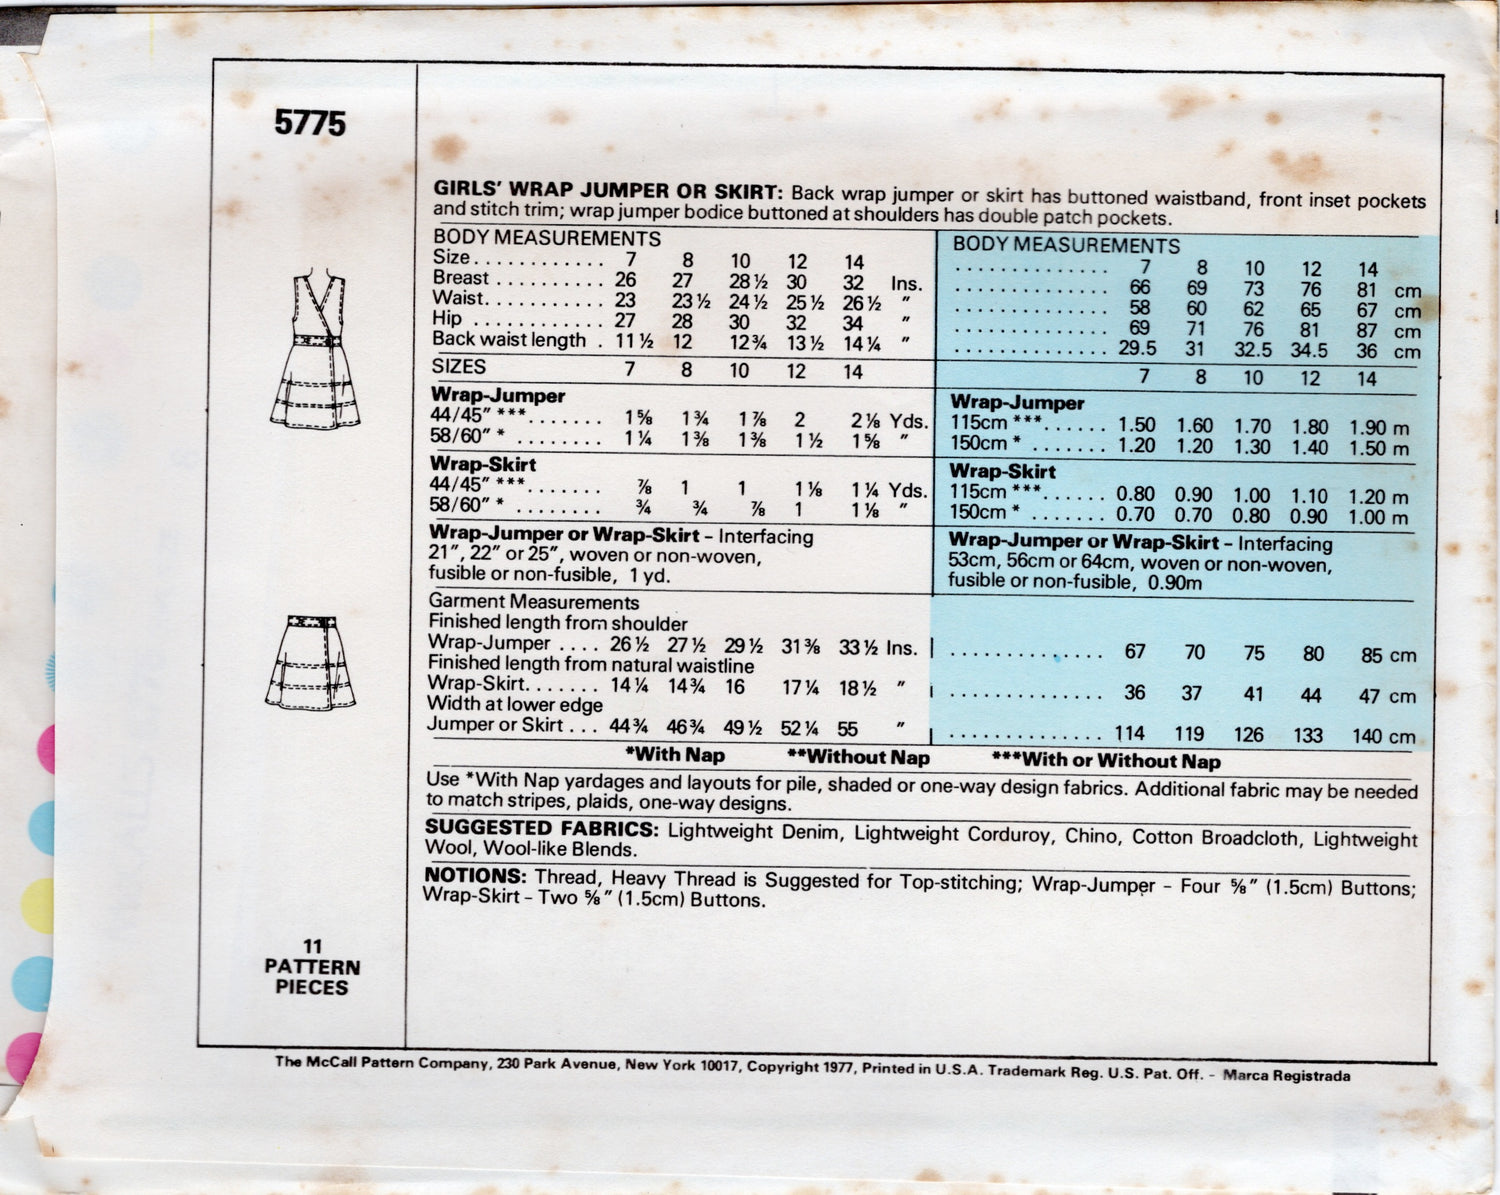 5775
GIRLS' WRAP JUMPER OR SKIRT: Back wrap jumper or skirt has buttoned waistband, front inset pockets
and stitch trim; wrap jumper bodice buttoned at shoulders has double patch pockets.
BODY MEASUREMENTS
Size . . . . . . . . . . . . 7 8 10 12 14
Breast . . . . . . . . . . 26 27 28½ 30 32 Ins.
Waist. . . . . . . . . . . 23 23½ 24½ 25½ 26½ "
Hip . . . . . . . . . . . . 27 28 30 32 34 "
Back waist length . 11½ 12 12¾ 13½ 14¼ "
SIZES 7 8 10 12 14
Wrap-Jumper
44/45" ***. . . . . . . 1⅝ 1¾ 1⅞ 2 2⅛ Yds.
58/60" * . . . . . . . . 1¼ 1⅜ 1⅜ 1½ 1⅝ "
Wrap-Skirt
44/45" ***. . . . . . . ⅞ 1 1 1⅛ 1¼ Yds.
58/60" * . . . . . . . . ¾ ¾ ⅞ 1 1⅛ "
Wrap-Jumper or Wrap-Skirt – Interfacing
21", 22" or 25", woven or non-woven,
fusible or non-fusible, 1 yd.
BODY MEASUREMENTS
. . . . . . . . . . . . . . 7 8 10 12 14
. . . . . . . . . . . . . . 66 69 73 76 81 cm
. . . . . . . . . . . . . . 58 60 62 65 67 cm
. . . . . . . . . . . . . . 69 71 76 81 87 cm
. . . . . . . . . . . . . . 29.5 31 32.5 34.5 36 cm
7 8 10 12 14
Wrap-Jumper
115cm ***. . . . . . 1.50 1.60 1.70 1.80 1.90 m
150cm * . . . . . . . 1.20 1.20 1.30 1.40 1.50 m
Wrap-Skirt
115cm ***. . . . . . 0.80 0.90 1.00 1.10 1.20 m
150cm * . . . . . . . 0.70 0.70 0.80 0.90 1.00 m
Wrap-Jumper or Wrap-Skirt – Interfacing
53cm, 56cm or 64cm, woven or non-woven,
fusible or non-fusible, 0.90m
Garment Measurements
Finished length from shoulder
Wrap-Jumper . . . . 26½ 27½ 29½ 31⅜ 33½ Ins. . . . . . . . . . . . . . . 67 70 75 80 85 cm
Finished length from natural waistline
Wrap-Skirt. . . . . . . 14¼ 14¾ 16 17¼ 18½ " . . . . . . . . . . . . . . 36 37 41 44 47 cm
Width at lower edge
Jumper or Skirt . . . 44¾ 46¾ 49½ 52¼ 55 " . . . . . . . . . . . . . . 114 119 126 133 140 cm
*With Nap **Without Nap ***With or Without Nap
Use *With Nap yardages and layouts for pile, shaded or one-way design fabrics. Additional fabric may be needed
to match stripes, plaids, one-way designs.
SUGGESTED FABRICS: Lightweight Denim, Lightweight Corduroy, Chino, Cotton Broadcloth, Lightweight
Wool, Wool-like Blends.
NOTIONS: Thread, Heavy Thread is Suggested for Top-stitching; Wrap-Jumper – Four ⅝" (1.5cm) Buttons;
Wrap-Skirt – Two ⅝" (1.5cm) Buttons.
11
PATTERN
PIECES
The McCall Pattern Company, 230 Park Avenue, New York 10017, Copyright 1977, Printed in U.S.A. Trademark Reg. U.S. Pat. Off. - Marca Registrada